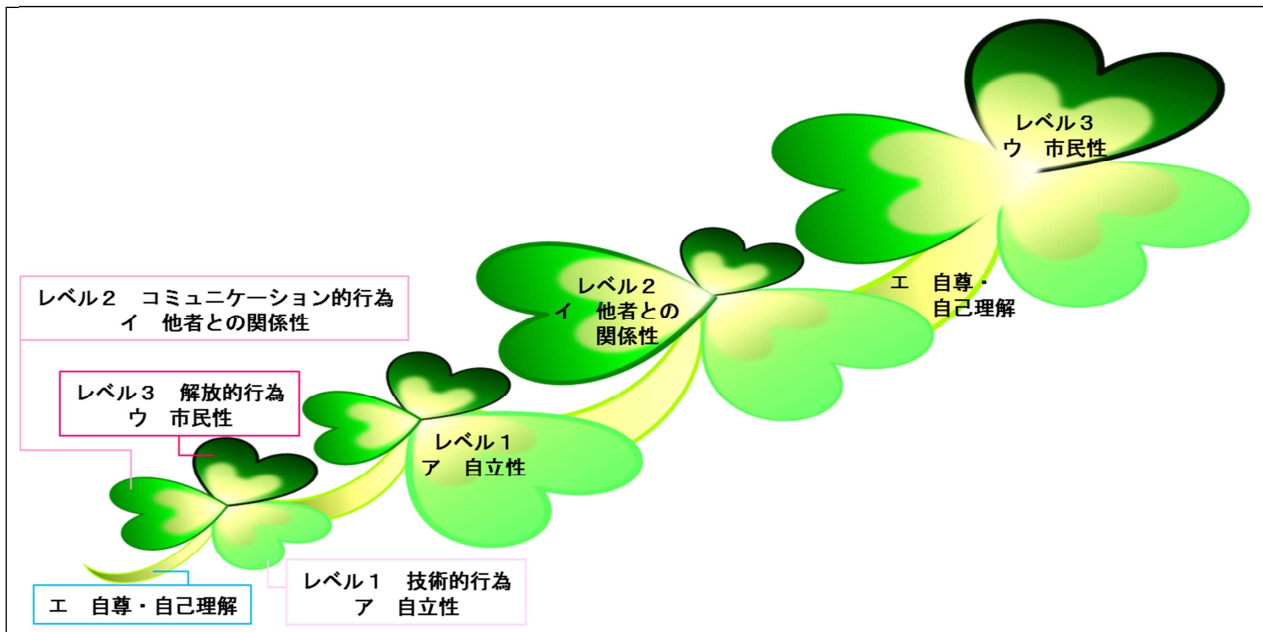 レベル３
ウ　市民性
レベル２
イ　他者との
関係性
エ　自尊・
自己理解
レベル２　コミュニケーション的行為
イ　他者との関係性
レベル３　解放的行為
ウ　市民性
レベル１
ア　自立性
レベル１　技術的行為
ア　自立性
エ　自尊・自己理解